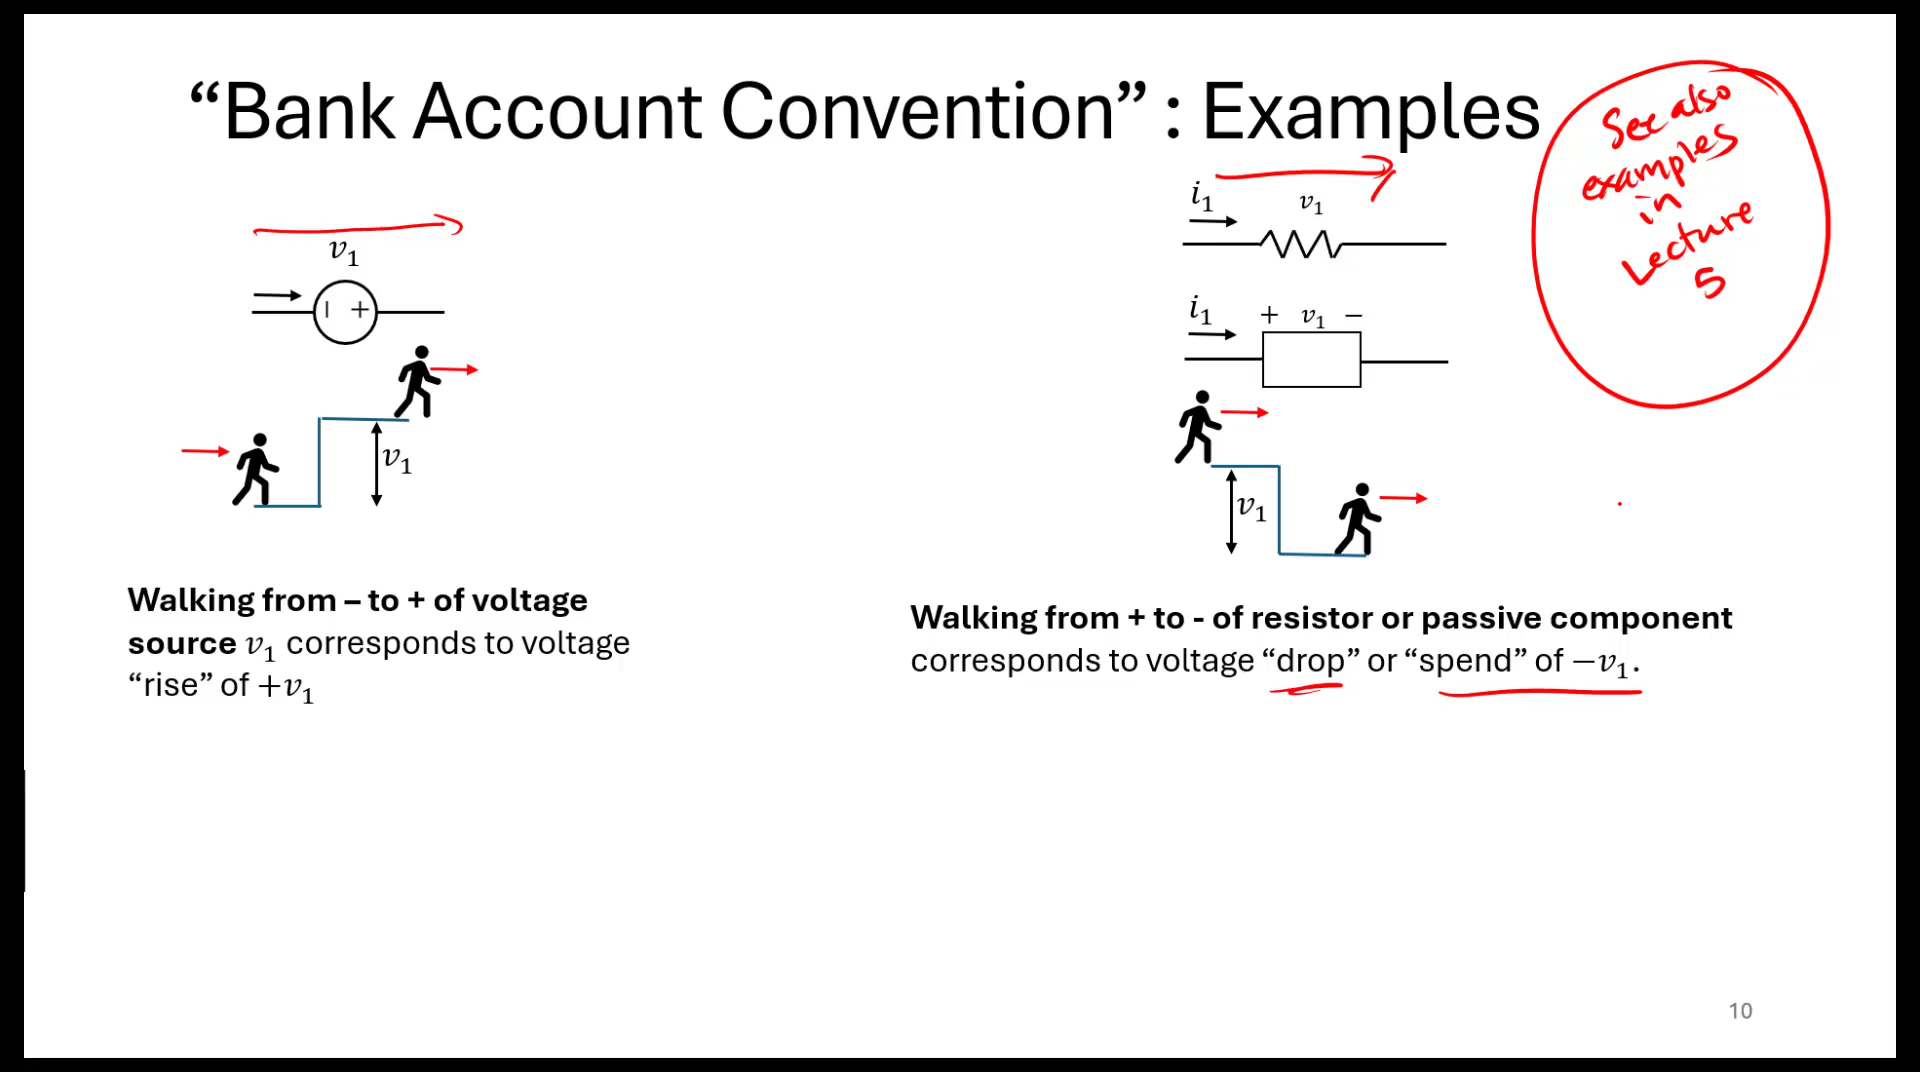 “Bank Account Convention” : Examples
See also
examples
in
Lecture
5
v₁
| +
v₁
i₁ v₁
i₁ + v₁ −
v₁
Walking from – to + of voltage
source v₁ corresponds to voltage
“rise” of +v₁
Walking from + to - of resistor or passive component
corresponds to voltage “drop” or “spend” of −v₁.
10